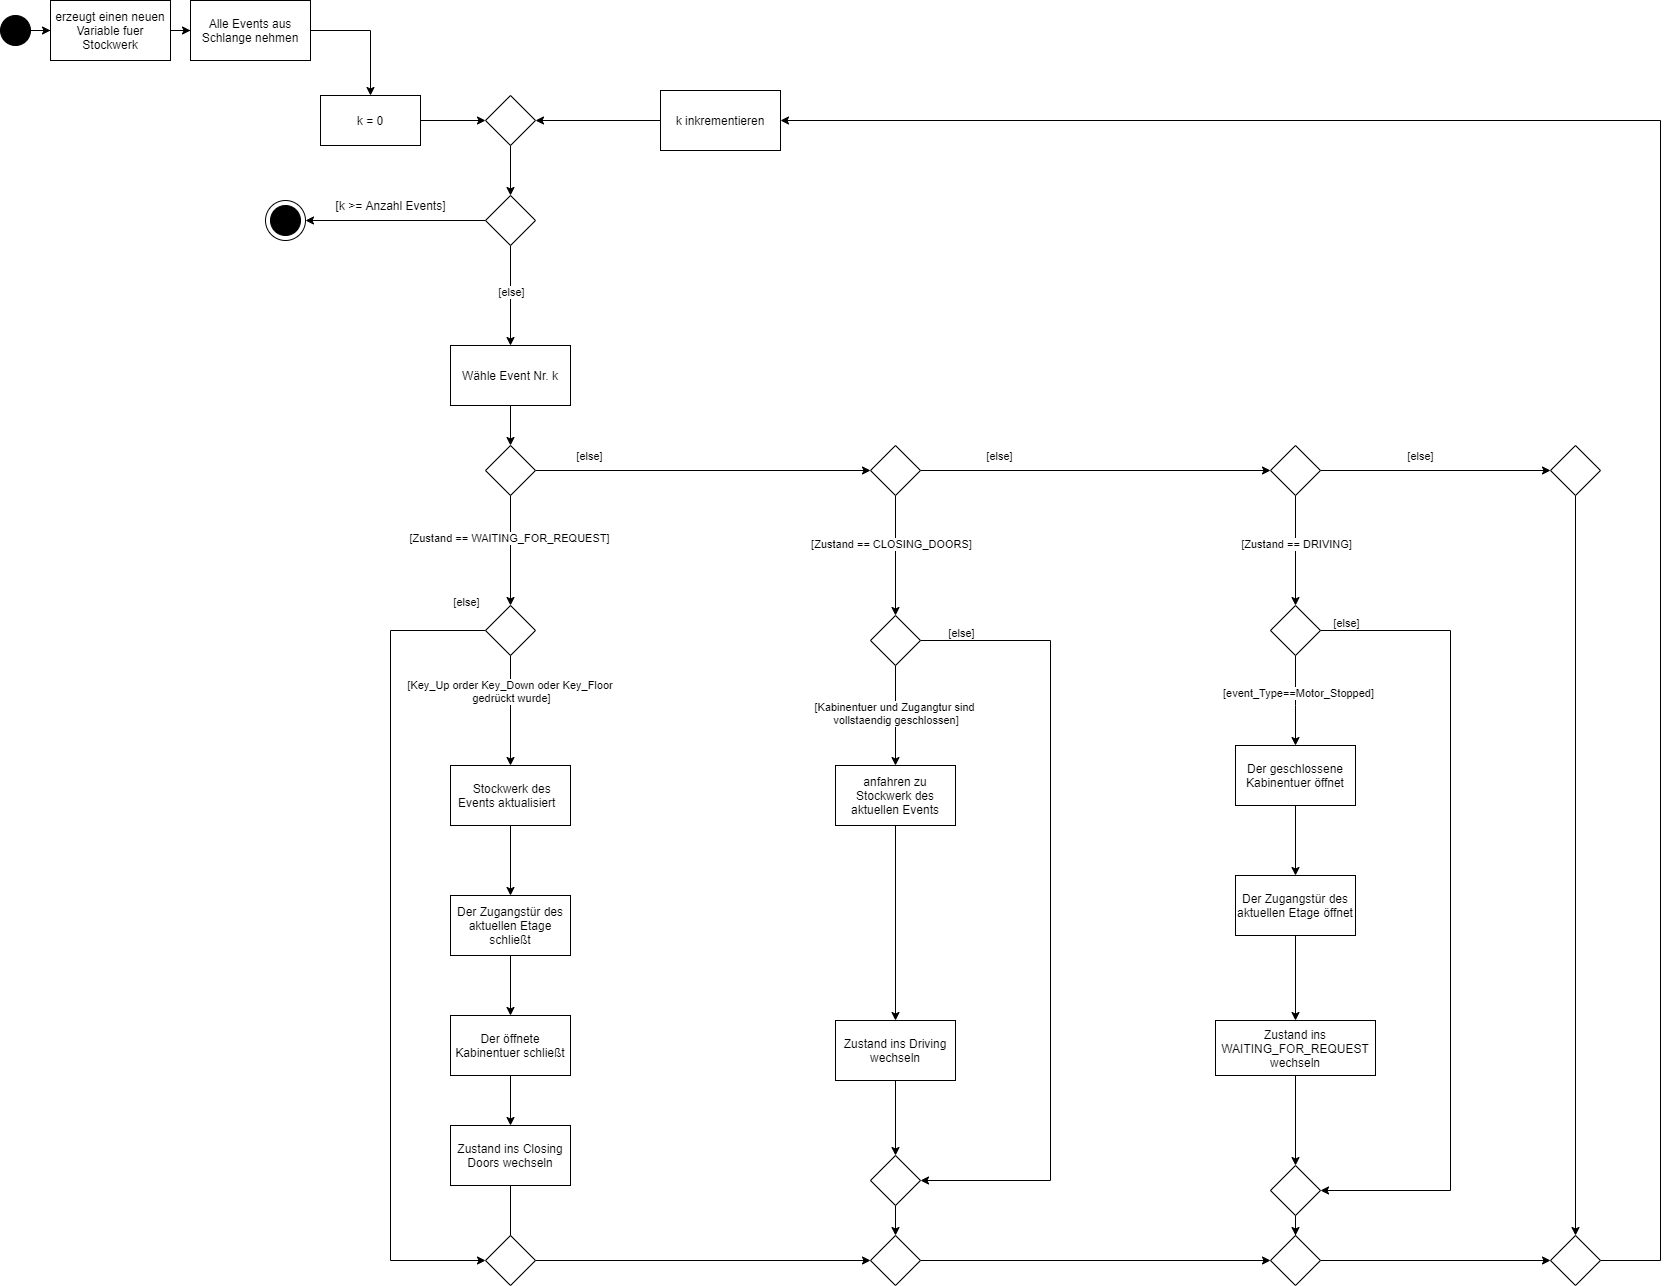 erzeugt einen neuen
Variable fuer
Stockwerk
Alle Events aus
Schlange nehmen
k = 0
k inkrementieren
[k >= Anzahl Events]
[else]
Wähle Event Nr. k
[else]
[else]
[else]
[Zustand == WAITING_FOR_REQUEST]
[Zustand == CLOSING_DOORS]
[Zustand == DRIVING]
[else]
[else]
[else]
[Key_Up order Key_Down oder Key_Floor
gedrückt wurde]
[Kabinentuer und Zugangtur sind
vollstaendig geschlossen]
[event_Type==Motor_Stopped]
Stockwerk des
Events aktualisiert
anfahren zu
Stockwerk des
aktuellen Events
Der geschlossene
Kabinentuer öffnet
Der Zugangstür des
aktuellen Etage
schließt
Der Zugangstür des
aktuellen Etage öffnet
Der öffnete
Kabinentuer schließt
Zustand ins Driving
wechseln
Zustand ins
WAITING_FOR_REQUEST
wechseln
Zustand ins Closing
Doors wechseln